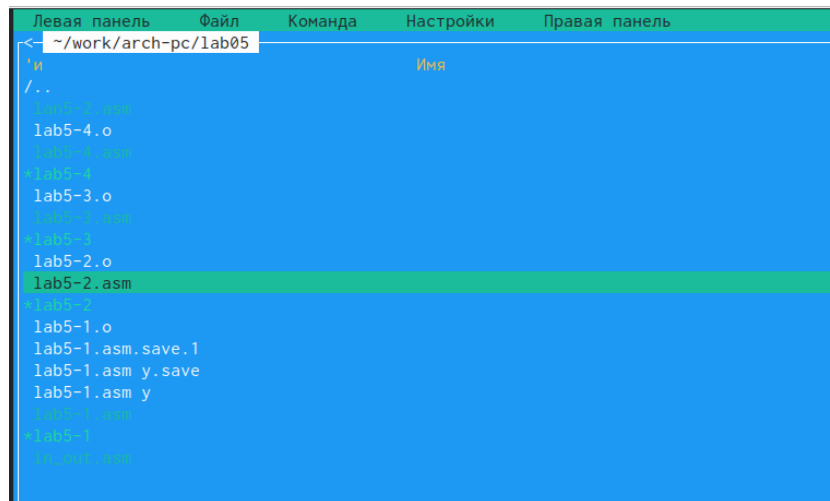 Левая панель Файл Команда Настройки Правая панель
<- ~/work/arch-pc/lab05
'и Имя
/..
lab5-2.asm
lab5-4.o
lab5-4.asm
*lab5-4
lab5-3.o
lab5-3.asm
*lab5-3
lab5-2.o
lab5-2.asm
*lab5-2
lab5-1.o
lab5-1.asm.save.1
lab5-1.asm y.save
lab5-1.asm y
lab5-1.asm
*lab5-1
in_out.asm